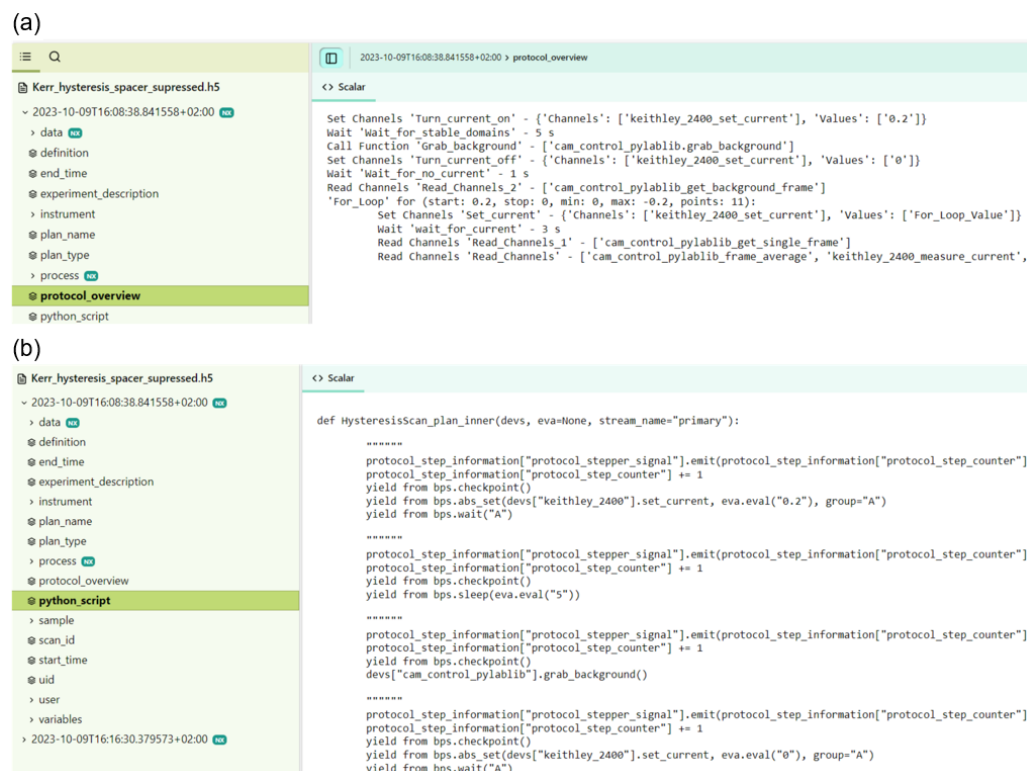 (a)
2023-10-09T16:08:38.841558+02:00 > protocol_overview
Kerr_hysteresis_spacer_supressed.h5
<> Scalar
2023-10-09T16:08:38.841558+02:00 NX
data NX
definition
end_time
experiment_description
instrument
plan_name
plan_type
process NX
protocol_overview
python_script
Set Channels 'Turn_current_on' - {'Channels': ['keithley_2400_set_current'], 'Values': ['0.2']}
Wait 'Wait_for_stable_domains' - 5 s
Call Function 'Grab_background' - ['cam_control_pylablib.grab_background']
Set Channels 'Turn_current_off' - {'Channels': ['keithley_2400_set_current'], 'Values': ['0']}
Wait 'Wait_for_no_current' - 1 s
Read Channels 'Read_Channels_2' - ['cam_control_pylablib_get_background_frame']
'For_Loop' for (start: 0.2, stop: 0, min: 0, max: -0.2, points: 11):
Set Channels 'Set_current' - {'Channels': ['keithley_2400_set_current'], 'Values': ['For_Loop_Value']}
Wait 'wait_for_current' - 3 s
Read Channels 'Read_Channels_1' - ['cam_control_pylablib_get_single_frame']
Read Channels 'Read_Channels' - ['cam_control_pylablib_frame_average', 'keithley_2400_measure_current',
(b)
Kerr_hysteresis_spacer_supressed.h5
<> Scalar
2023-10-09T16:08:38.841558+02:00 NX
data NX
definition
end_time
experiment_description
instrument
plan_name
plan_type
process NX
protocol_overview
python_script
sample
scan_id
start_time
uid
user
variables
2023-10-09T16:16:30.379573+02:00 NX
def HysteresisScan_plan_inner(devs, eva=None, stream_name="primary"):
""""""
protocol_step_information["protocol_stepper_signal"].emit(protocol_step_information["protocol_step_counter"]
protocol_step_information["protocol_step_counter"] += 1
yield from bps.checkpoint()
yield from bps.abs_set(devs["keithley_2400"].set_current, eva.eval("0.2"), group="A")
yield from bps.wait("A")
""""""
protocol_step_information["protocol_stepper_signal"].emit(protocol_step_information["protocol_step_counter"]
protocol_step_information["protocol_step_counter"] += 1
yield from bps.checkpoint()
yield from bps.sleep(eva.eval("5"))
""""""
protocol_step_information["protocol_stepper_signal"].emit(protocol_step_information["protocol_step_counter"]
protocol_step_information["protocol_step_counter"] += 1
yield from bps.checkpoint()
devs["cam_control_pylablib"].grab_background()
""""""
protocol_step_information["protocol_stepper_signal"].emit(protocol_step_information["protocol_step_counter"]
protocol_step_information["protocol_step_counter"] += 1
yield from bps.checkpoint()
yield from bps.abs_set(devs["keithley_2400"].set_current, eva.eval("0"), group="A")
yield from bps.wait("A")